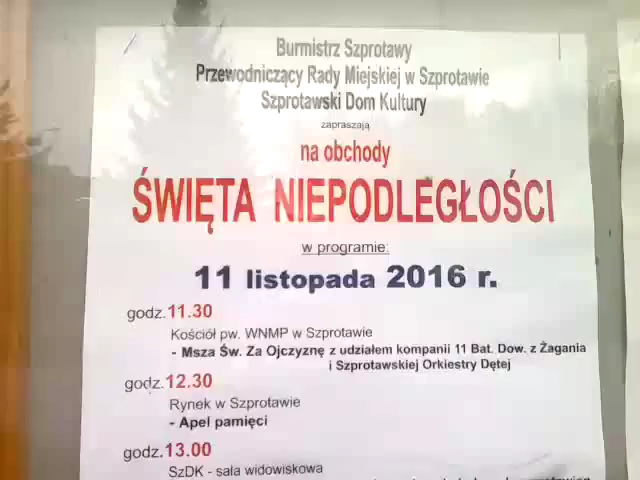 Burmistrz Szprotawy
Przewodniczący Rady Miejskiej w Szprotawie
Szprotawski Dom Kultury
zapraszają
na obchody
ŚWIĘTA NIEPODLEGŁOŚCI
w programie:
11 listopada 2016 r.
godz.11.30
Kościół pw. WNMP w Szprotawie
- Msza Św. Za Ojczyznę z udziałem kompanii 11 Bat. Dow. z Żagania
i Szprotawskiej Orkiestry Dętej
godz.12.30
Rynek w Szprotawie
- Apel pamięci
godz.13.00
SzDK - sala widowiskowa